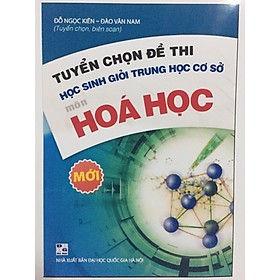 ĐỖ NGỌC KIÊN – ĐÀO VĂN NAM
(Tuyển chọn, biên soạn)
TUYỂN CHỌN ĐỀ THI
HỌC SINH GIỎI TRUNG HỌC CƠ SỞ
môn
HOÁ HỌC
MỚI
NHÀ XUẤT BẢN ĐẠI HỌC QUỐC GIA HÀ NỘI